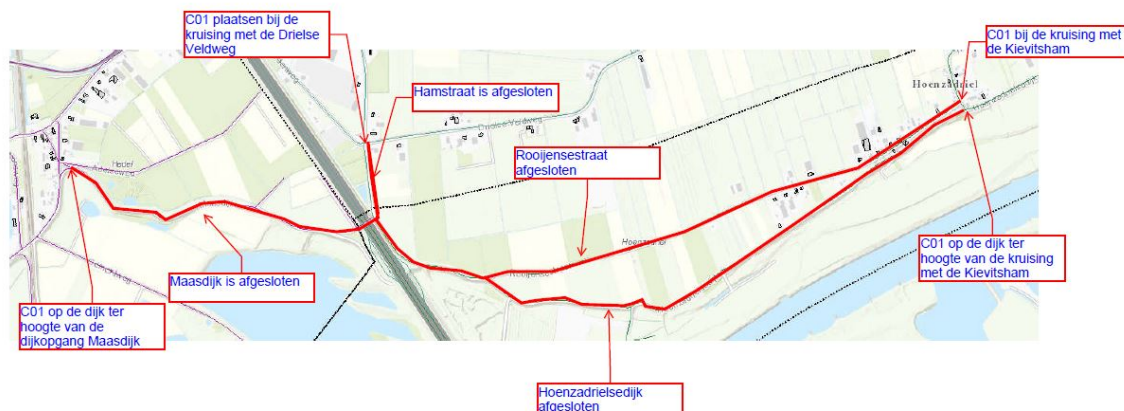 C01 plaatsen bij de
kruising met de Drielse
Veldweg
C01 bij de kruising met
de Kievitsham
Hamstraat is afgesloten
Hoenzadriel
Rooijensestraat
afgesloten
Hedel
Maasdijk is afgesloten
C01 op de dijk ter
hoogte van de kruising
met de Kievitsham
C01 op de dijk ter
hoogte van de
dijkopgang Maasdijk
Hoenzadrielsedijk
afgesloten